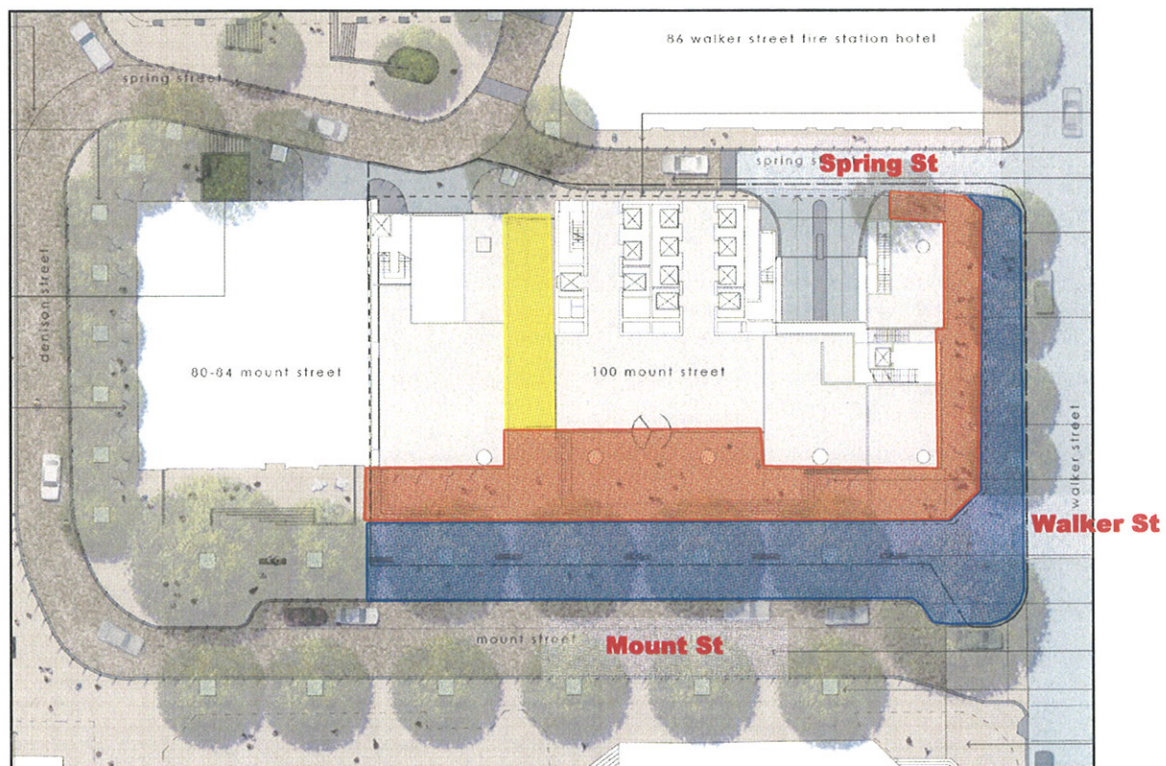 86 walker street fire station hotel
spring street
spring s
Spring St
denison street
80-84 mount street
100 mount street
walker street
Walker St
mount street
Mount St